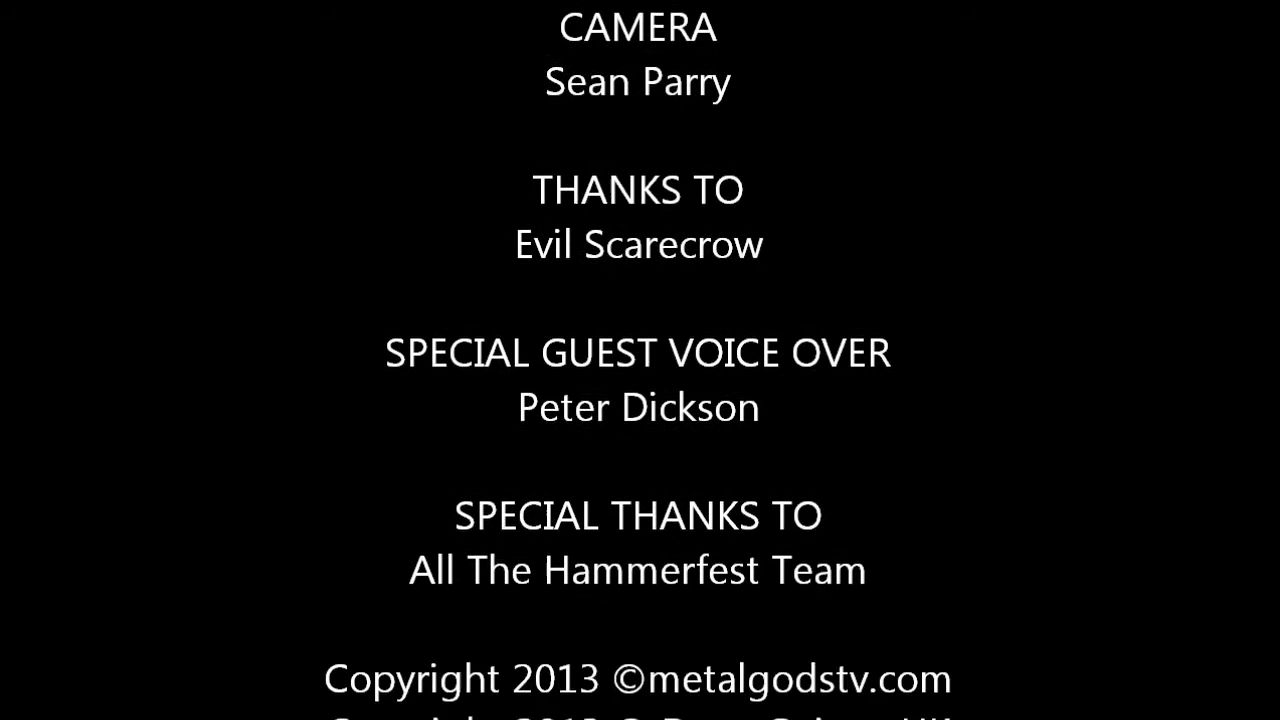 CAMERA
Sean Parry
THANKS TO
Evil Scarecrow
SPECIAL GUEST VOICE OVER
Peter Dickson
SPECIAL THANKS TO
All The Hammerfest Team
Copyright 2013 ©metalgodstv.com